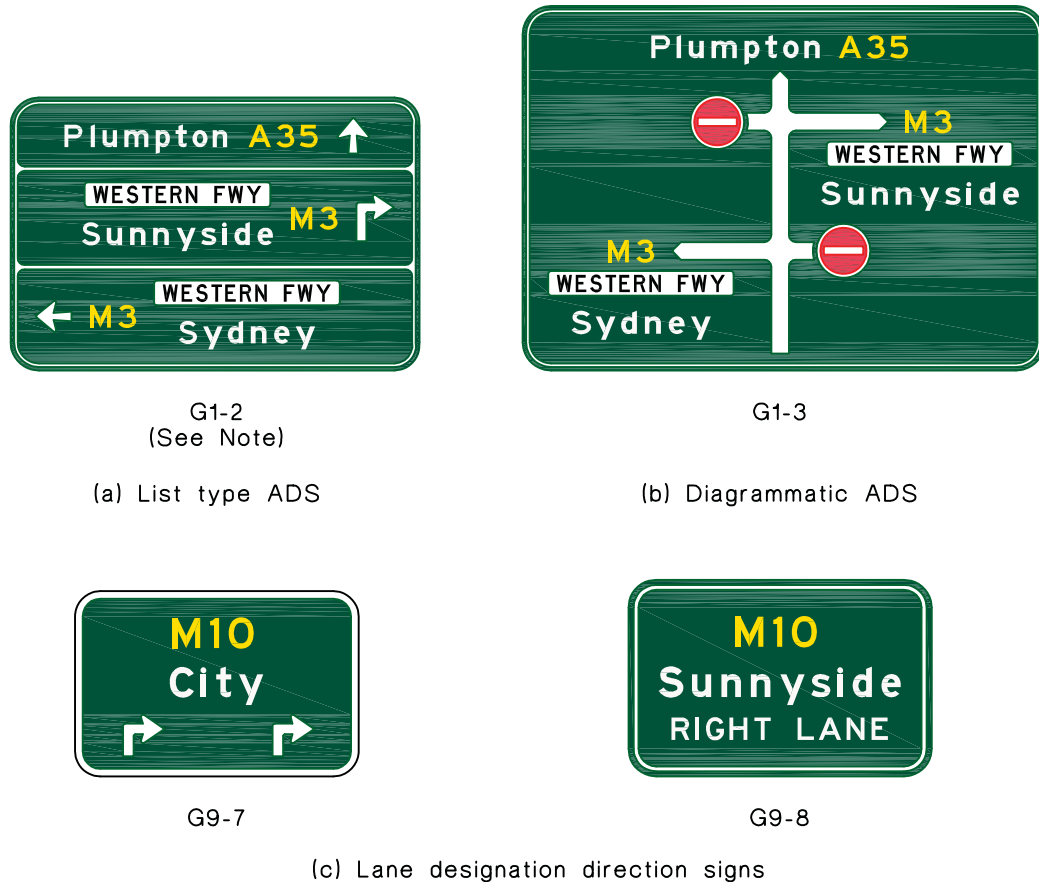 Plumpton A35
WESTERN FWY
Sunnyside M3
WESTERN FWY
M3 Sydney
G1-2
(See Note)
(a) List type ADS
Plumpton A35
M3
WESTERN FWY
Sunnyside
M3
WESTERN FWY
Sydney
G1-3
(b) Diagrammatic ADS
M10
City
G9-7
M10
Sunnyside
RIGHT LANE
G9-8
(c) Lane designation direction signs